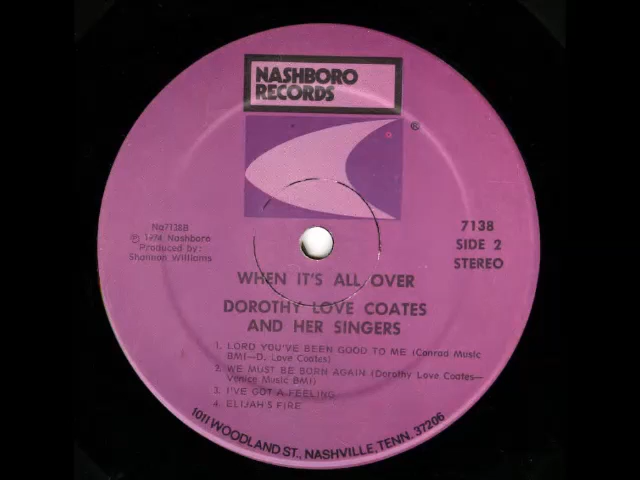 NASHBORO
RECORDS
®
Na7138B
℗ 1974 Nashboro
Produced by:
Shannon Williams
7138
SIDE 2
STEREO
WHEN IT'S ALL OVER
DOROTHY LOVE COATES
AND HER SINGERS
1. LORD YOU'VE BEEN GOOD TO ME (Conrad Music
BMI—D. Love Coates)
2. WE MUST BE BORN AGAIN (Dorothy Love Coates—
Venice Music BMI)
3. I'VE GOT A FEELING
4. ELIJAH'S FIRE
1011 WOODLAND ST., NASHVILLE, TENN. 37206